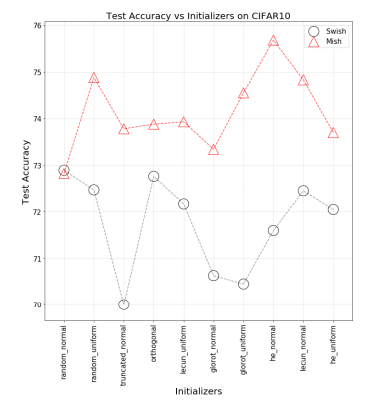 Test Accuracy vs Initializers on CIFAR10
Swish
Mish
76
75
74
73
72
71
70
Test Accuracy
random_normal
random_uniform
truncated_normal
orthogonal
lecun_uniform
glorot_normal
glorot_uniform
he_normal
lecun_normal
he_uniform
Initializers